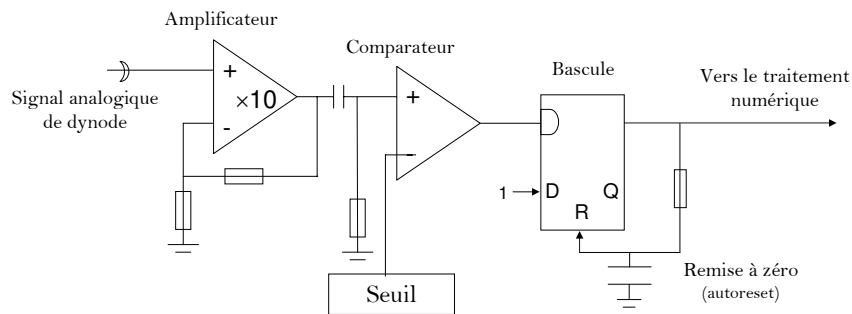 Amplificateur
Comparateur
Bascule
Vers le traitement
numérique
Signal analogique
de dynode
+
×10
-
+
-
1
D
Q
R
Seuil
Remise à zéro
(autoreset)